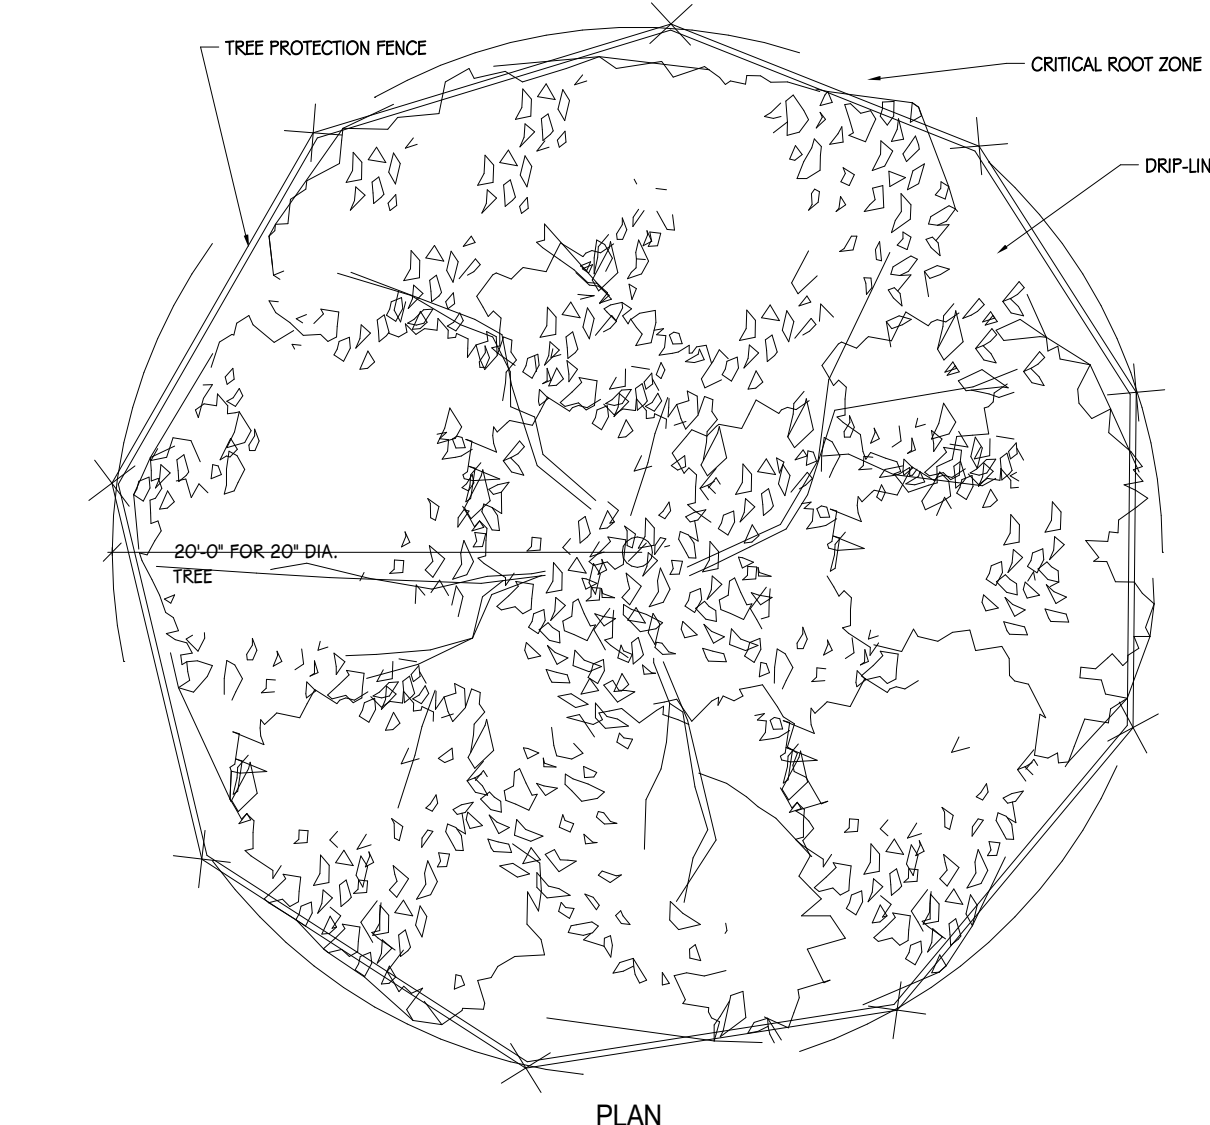 TREE PROTECTION FENCE
CRITICAL ROOT ZONE
DRIP-LIN
20'-0" FOR 20" DIA.
TREE
PLAN